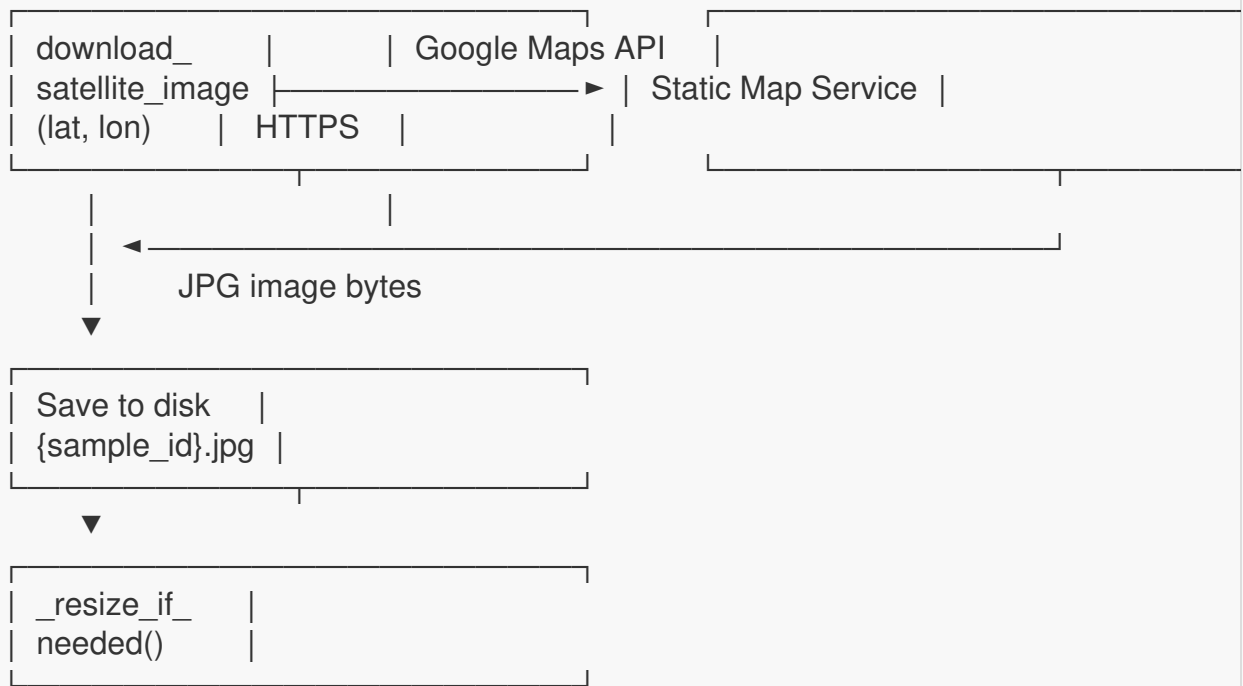 download_ Google Maps API
satellite_image Static Map Service
(lat, lon) HTTPS
JPG image bytes
Save to disk
{sample_id}.jpg
_resize_if_
needed()